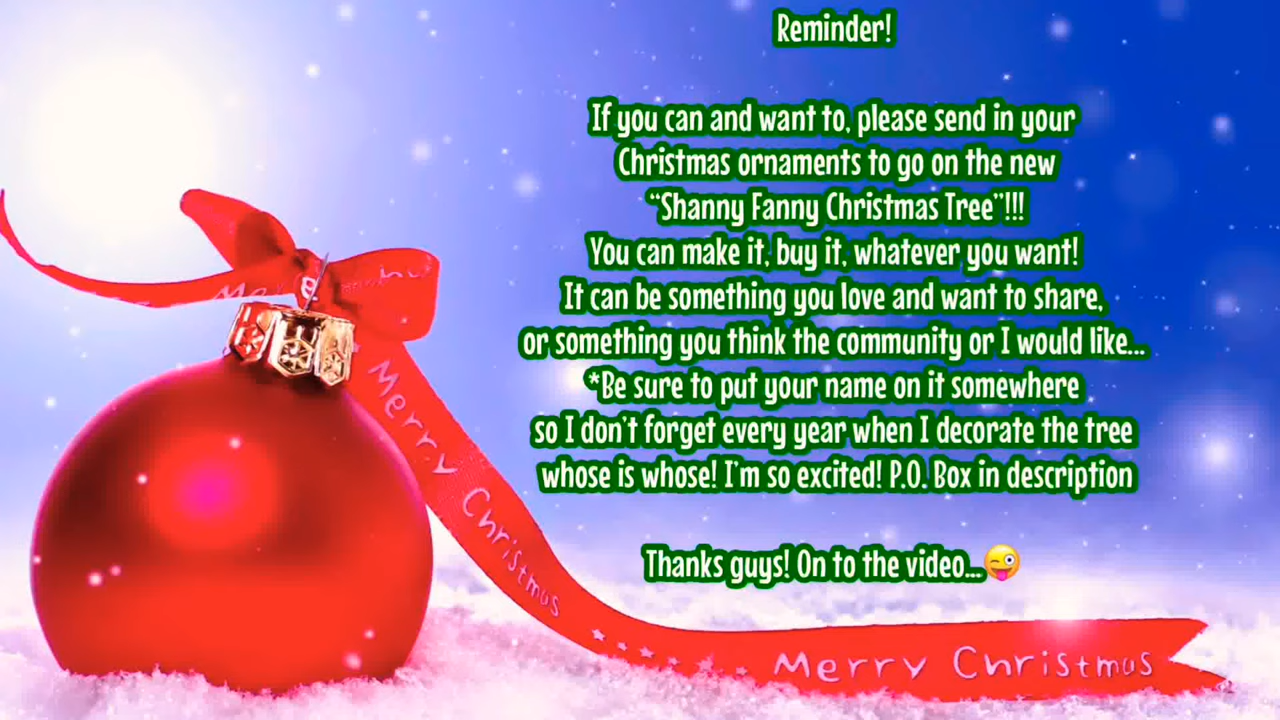 Reminder!
If you can and want to, please send in your
Christmas ornaments to go on the new
“Shanny Fanny Christmas Tree”!!!
You can make it, buy it, whatever you want!
It can be something you love and want to share,
or something you think the community or I would like...
*Be sure to put your name on it somewhere
so I don't forget every year when I decorate the tree
whose is whose! I'm so excited! P.O. Box in description
Thanks guys! On to the video...😜
Merry Christmas
Merry Christmas